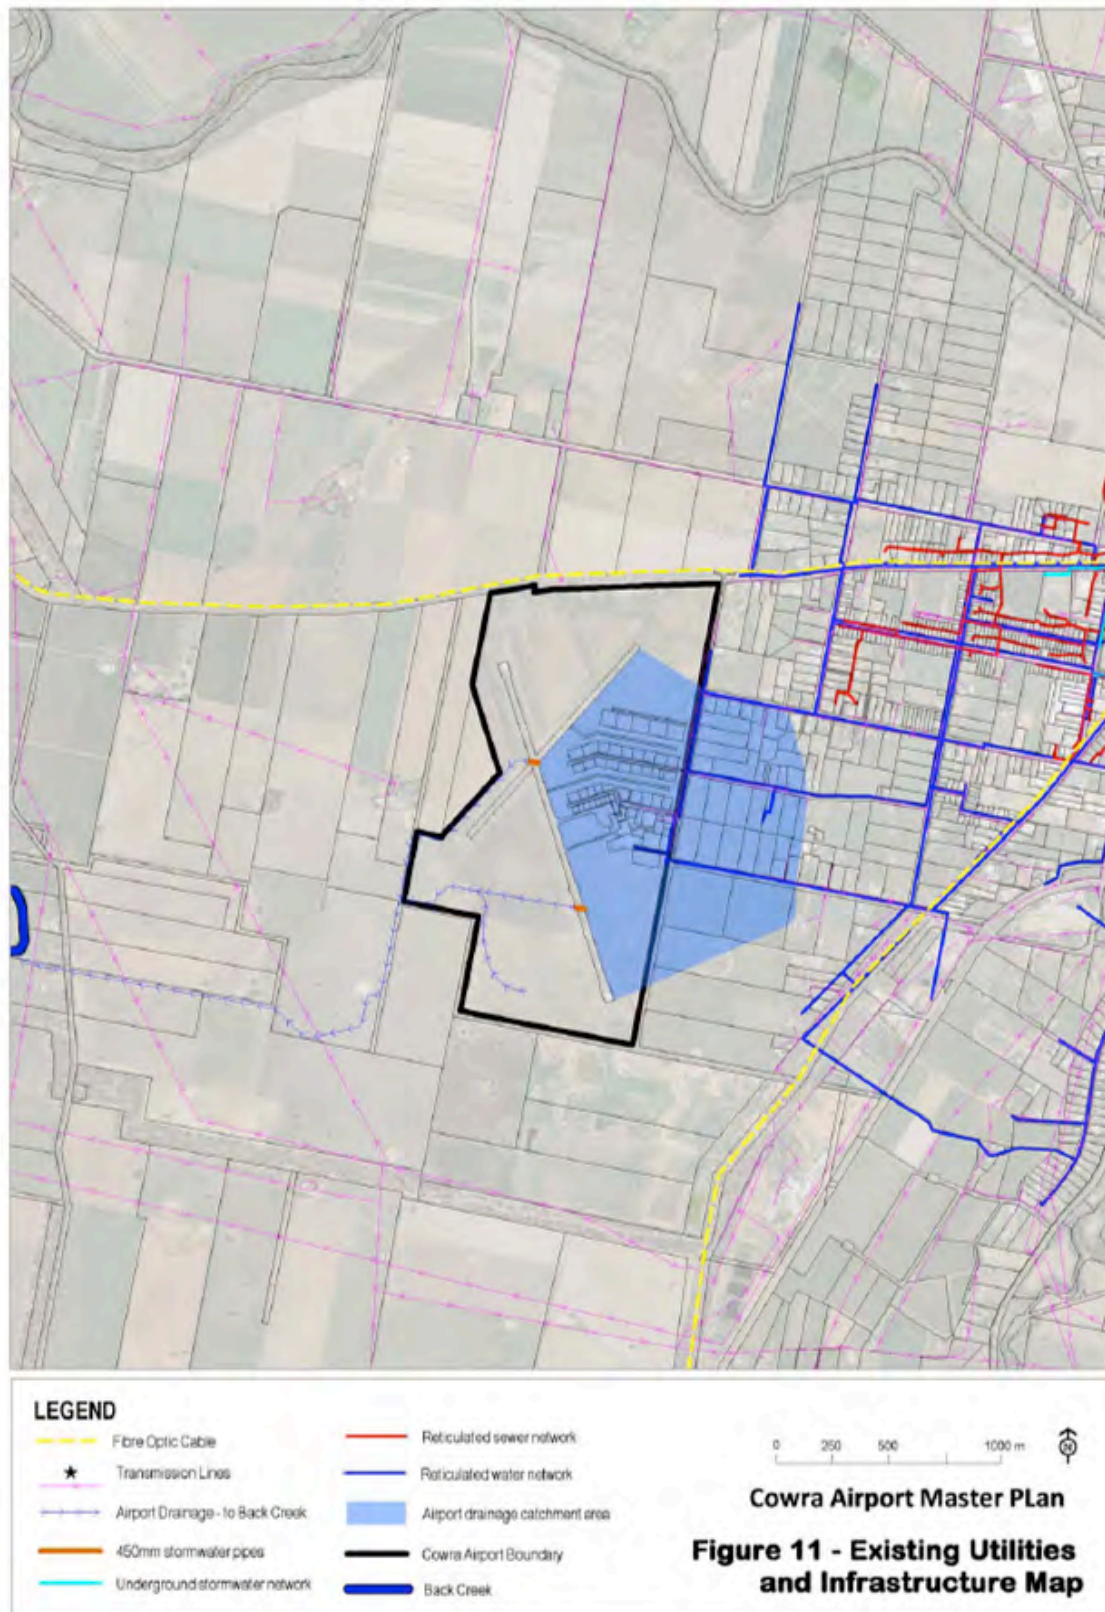 LEGEND
Fibre Optic Cable
Transmission Lines
Airport Drainage - to Back Creek
450mm stormwater pipes
Underground stormwater network
Reticulated sewer network
Reticulated water network
Airport drainage catchment area
Cowra Airport Boundary
Back Creek
0 250 500 1000 m
N
Cowra Airport Master PLan
Figure 11 - Existing Utilities
and Infrastructure Map